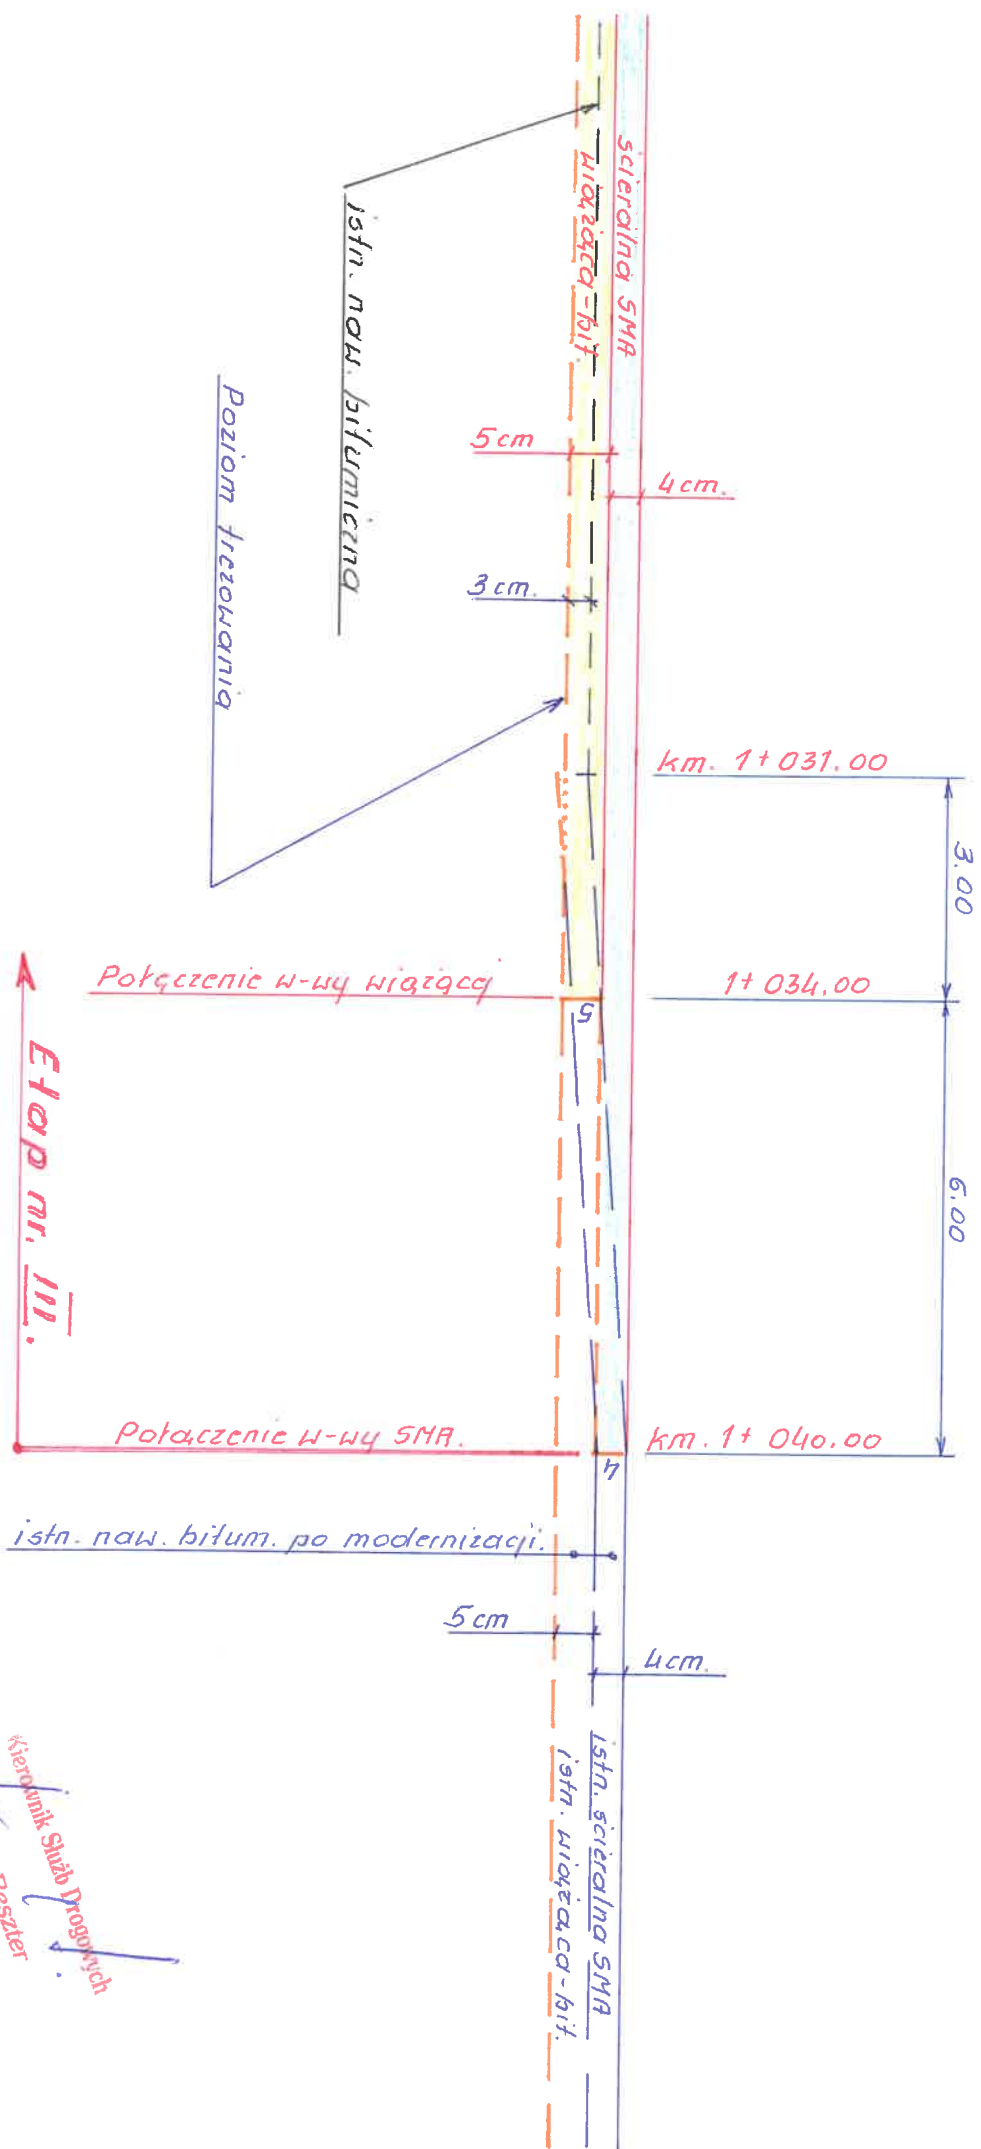 ścieralna SMA
wiążąca-bit.
istn. naw. bitumiczna
Poziom frezowania
5cm
4cm.
3cm.
km. 1+031.00
3.00
Połączenie w-wy wiążącej
5
1+034.00
6.00
Etap nr. III.
Połączenie w-wy SMA.
4
km. 1+040.00
istn. naw. bitum. po modernizacji.
5cm
4cm.
istn. ścieralna SMA
istn. wiążąca-bit.
Kierownik Służb Drogowych
Peszter